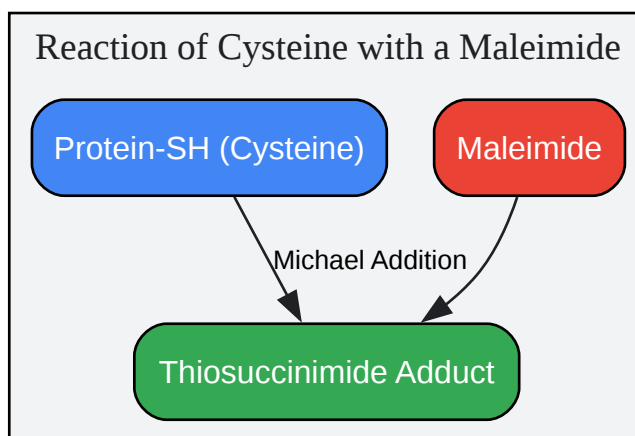 Reaction of Cysteine with a Maleimide
Protein-SH (Cysteine)
Maleimide
Michael Addition
Thiosuccinimide Adduct